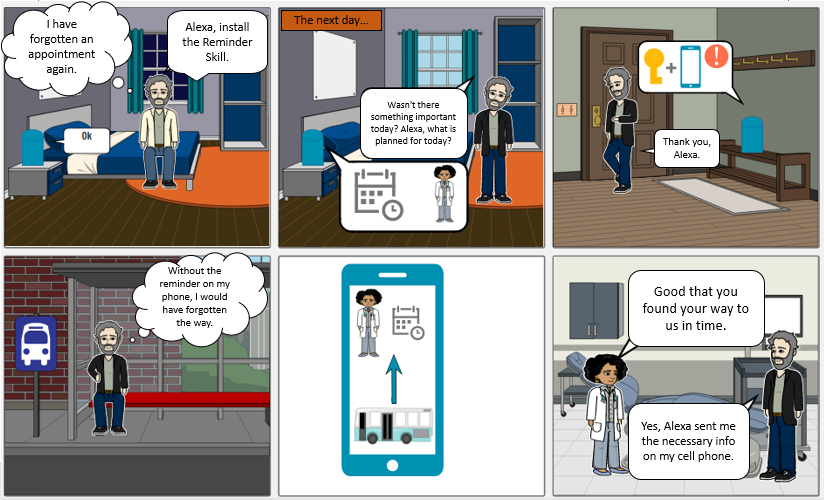 I have
forgotten an
appointment
again.
Alexa, install
the Reminder
Skill.
Ok
The next day...
Wasn't there
something important
today? Alexa, what is
planned for today?
!
+
Thank you,
Alexa.
Without the
reminder on my
phone, I would
have forgotten
the way.
Good that you
found your way to
us in time.
Yes, Alexa sent me
the necessary info
on my cell phone.